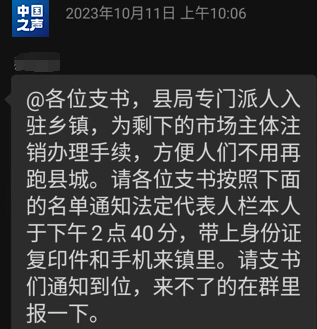 中国
之声
2023年10月11日 上午10:06
@各位支书，县局专门派人入
驻乡镇，为剩下的市场主体注
销办理手续，方便人们不用再
跑县城。请各位支书按照下面
的名单通知法定代表人栏本人
于下午2点40分，带上身份证
复印件和手机来镇里。请支书
们通知到位，来不了的在群里
报一下。